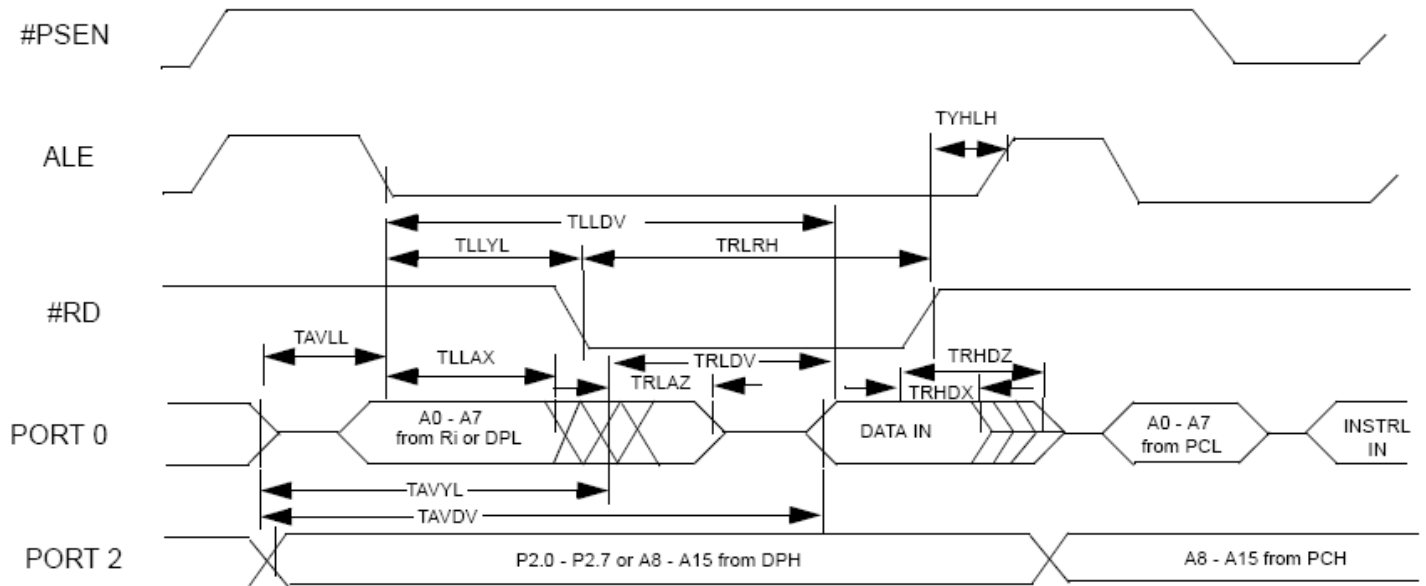 #PSEN
TYHLH
ALE
TLLDV
TLLYL
TRLRH
#RD
TAVLL
TLLAX
TRLDV
TRHDZ
TRLAZ
TRHDX
PORT 0
A0 - A7
from Ri or DPL
DATA IN
A0 - A7
from PCL
INSTRL
IN
TAVYL
TAVDV
PORT 2
P2.0 - P2.7 or A8 - A15 from DPH
A8 - A15 from PCH